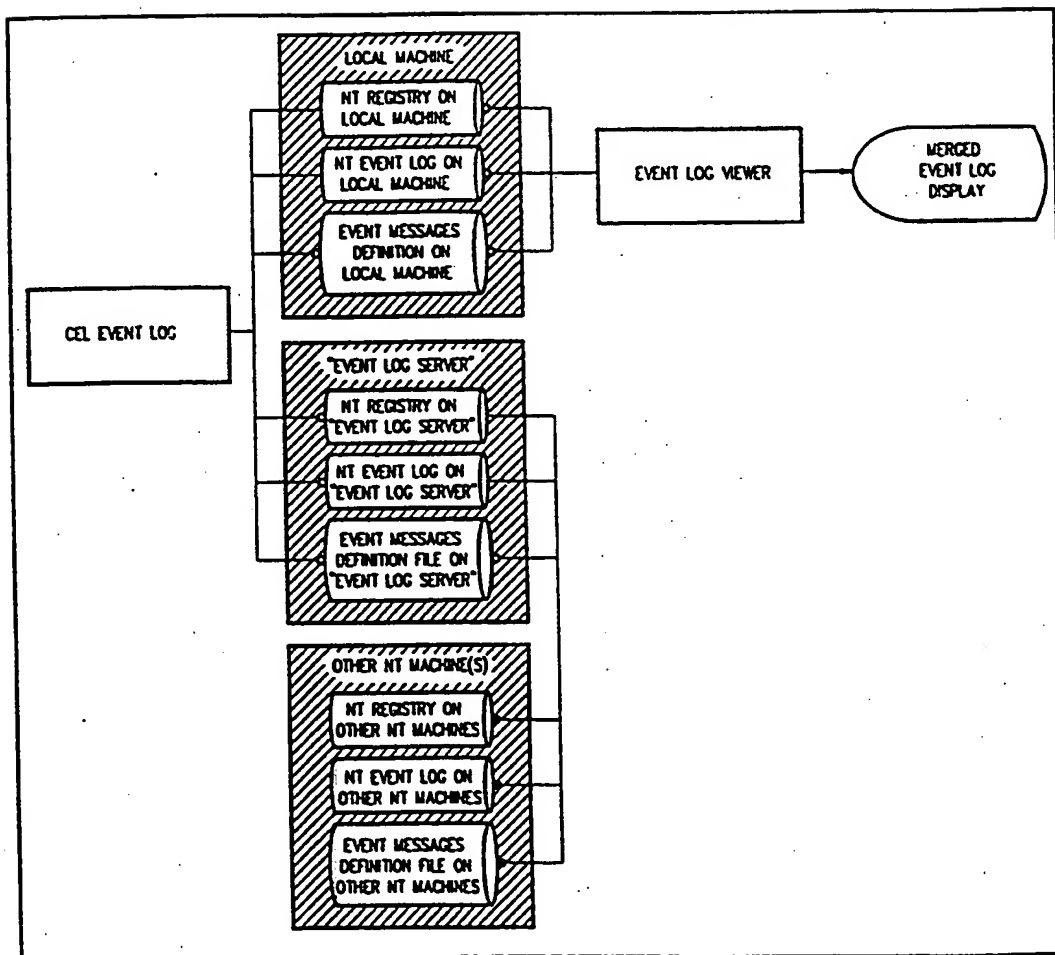 LOCAL MACHINE
NT REGISTRY ON
LOCAL MACHINE
NT EVENT LOG ON
LOCAL MACHINE
EVENT MESSAGES
DEFINITION ON
LOCAL MACHINE
EVENT LOG VIEWER
MERGED
EVENT LOG
DISPLAY
CEL EVENT LOG
"EVENT LOG SERVER"
NT REGISTRY ON
"EVENT LOG SERVER"
NT EVENT LOG ON
"EVENT LOG SERVER"
EVENT MESSAGES
DEFINITION FILE ON
"EVENT LOG SERVER"
OTHER NT MACHINE(S)
NT REGISTRY ON
OTHER NT MACHINES
NT EVENT LOG ON
OTHER NT MACHINES
EVENT MESSAGES
DEFINITION FILE ON
OTHER NT MACHINES